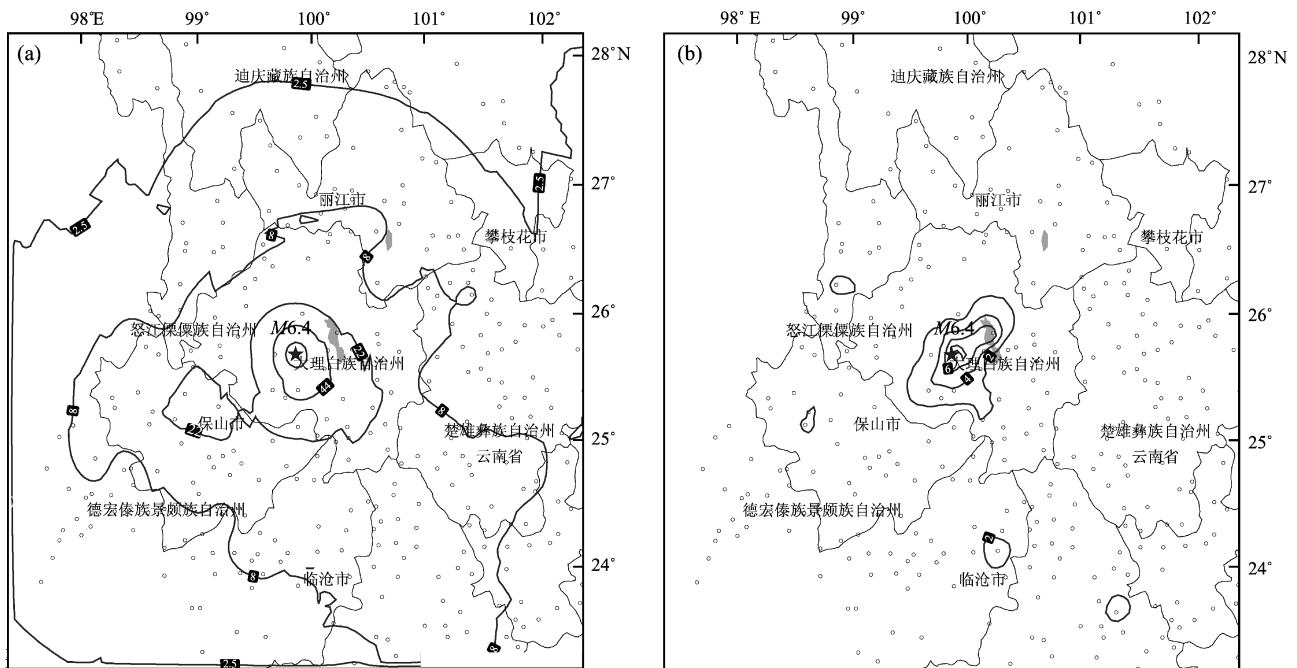 98°E 99° 100° 101° 102°
(a)
28°N
迪庆藏族自治州
2.5
27°
2.5
2.5
丽江市
8
攀枝花市
8
26°
怒江傈僳族自治州
M6.4
22
大理白族自治州
44
8
8
保山市
22
楚雄彝族自治州
25°
云南省
德宏傣族景颇族自治州
24°
8
临沧市
8
2.5
98° 99° 100° 101° 102°
(b)
28°N
迪庆藏族自治州
27°
丽江市
攀枝花市
26°
怒江傈僳族自治州
M6.4
2
大理白族自治州
6
4
保山市
楚雄彝族自治州
25°
云南省
德宏傣族景颇族自治州
2
24°
临沧市